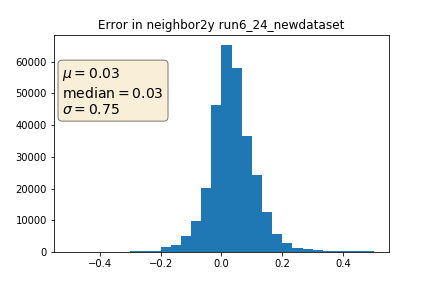 Error in neighbor2y run6_24_newdataset
μ = 0.03
median = 0.03
σ = 0.75
60000
50000
40000
30000
20000
10000
0
−0.4 −0.2 0.0 0.2 0.4